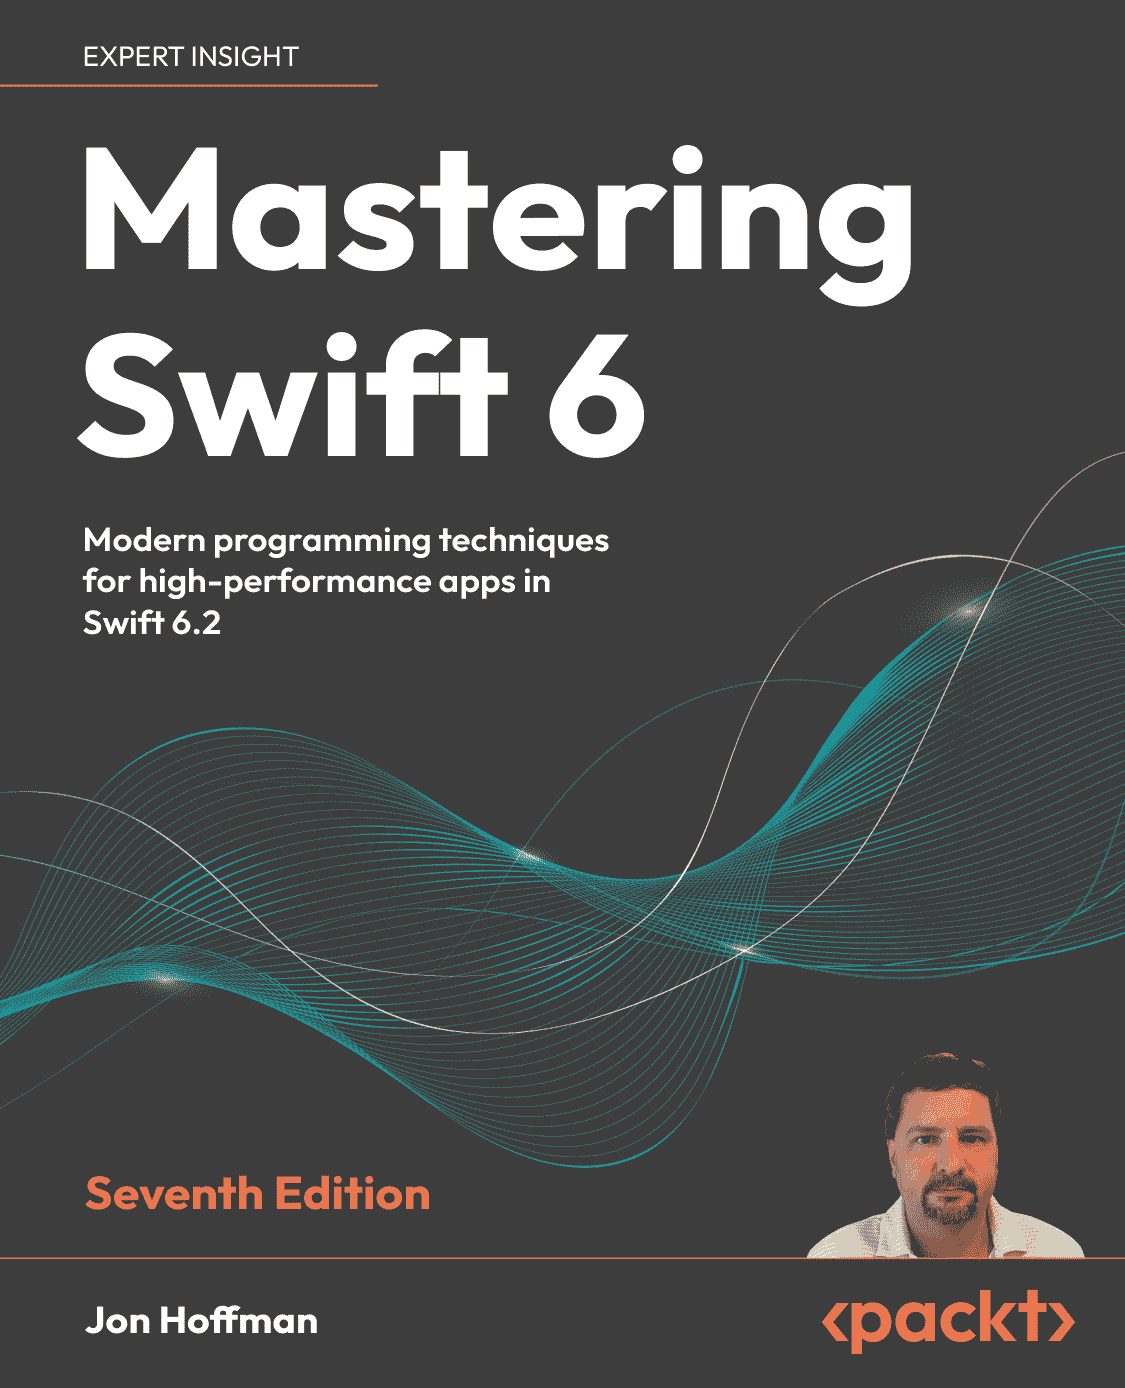 EXPERT INSIGHT
Mastering
Swift 6
Modern programming techniques
for high-performance apps in
Swift 6.2
Seventh Edition
Jon Hoffman
<packt>